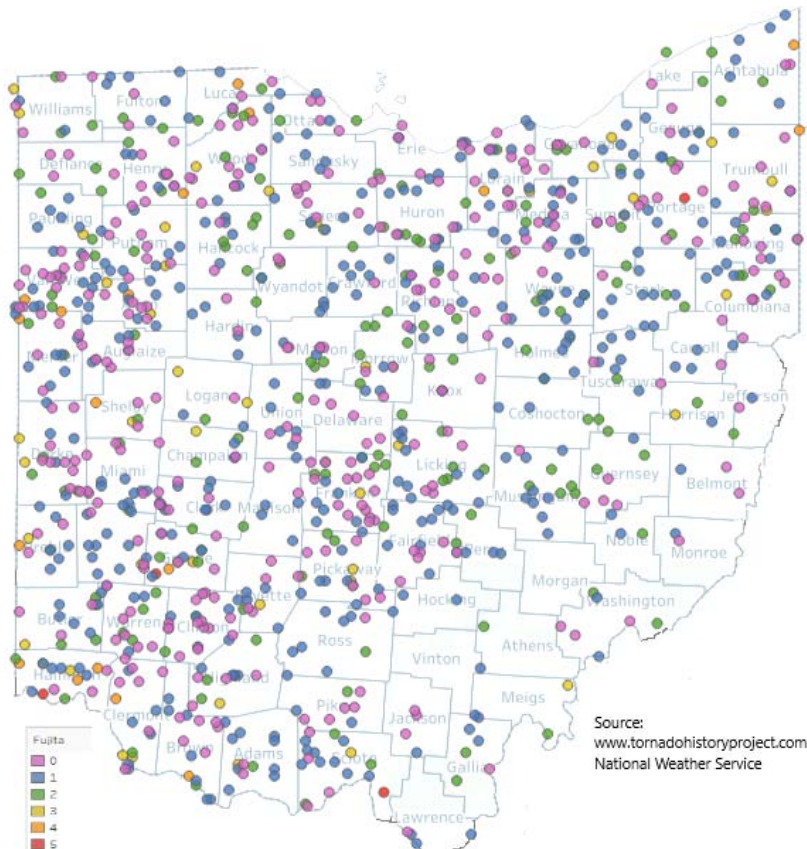 Lake
Ashtabula
Williams
Fulton
Geauga
Erie
Defiance
Henry
Wood
Sandusky
Lorain
Trumbull
Paulding
Huron
Medina
Summit
Portage
Putnam
Hancock
Mahoning
Wyandot
Crawford
Richland
Wayne
Stark
Columbiana
Hardin
Mercer
Auglaize
Marion
Morrow
Holmes
Carroll
Tuscarawas
Logan
Knox
Jefferson
Shelby
Union
Coshocton
Harrison
Delaware
Darke
Champaign
Licking
Miami
Guernsey
Belmont
Clark
Madison
Franklin
Muskingum
Preble
Greene
Fairfield
Perry
Noble
Monroe
Pickaway
Morgan
Fayette
Hocking
Washington
Butler
Warren
Clinton
Ross
Athens
Vinton
Hamilton
Highland
Meigs
Clermont
Pike
Jackson
Brown
Adams
Scioto
Gallia
Lawrence
Source:
www.tornadohistoryproject.com
National Weather Service
Fujita
0
1
2
3
4
5